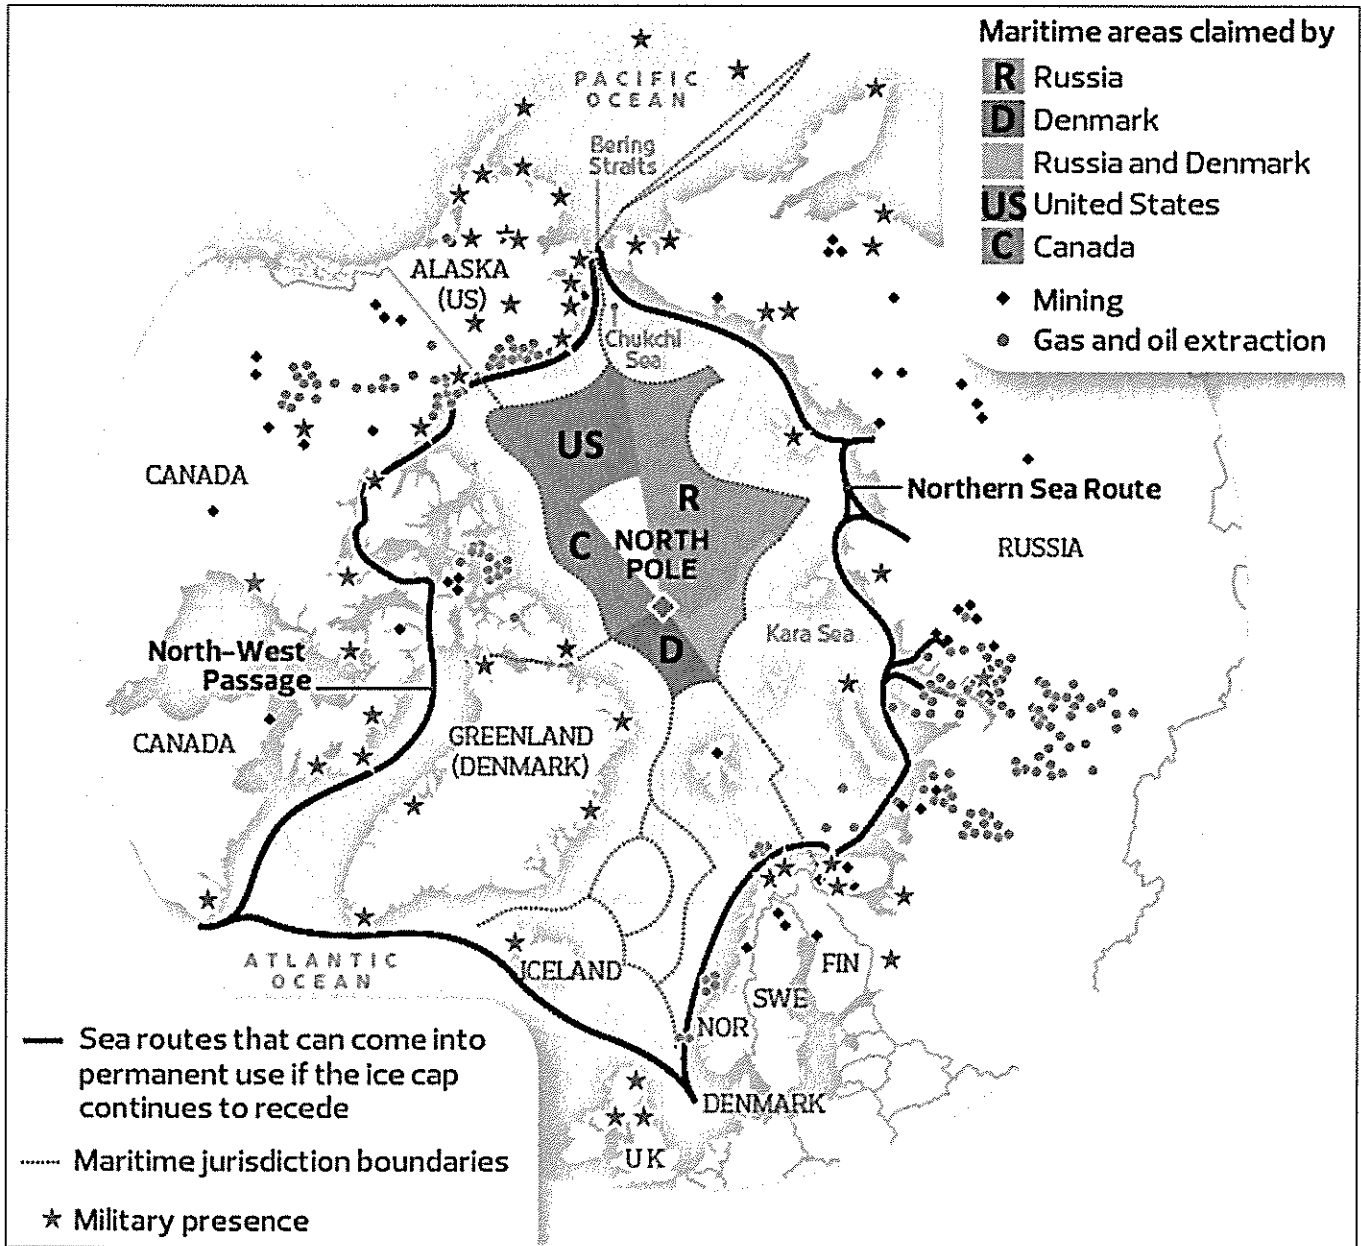 Maritime areas claimed by
R Russia
D Denmark
Russia and Denmark
US United States
C Canada
Mining
Gas and oil extraction
PACIFIC
OCEAN
Bering
Straits
ALASKA
(US)
Chukchi
Sea
US
R
CANADA
Northern Sea Route
C
NORTH
POLE
RUSSIA
D
Kara Sea
North-West
Passage
CANADA
GREENLAND
(DENMARK)
ATLANTIC
OCEAN
ICELAND
FIN
SWE
NOR
DENMARK
UK
Sea routes that can come into
permanent use if the ice cap
continues to recede
Maritime jurisdiction boundaries
Military presence